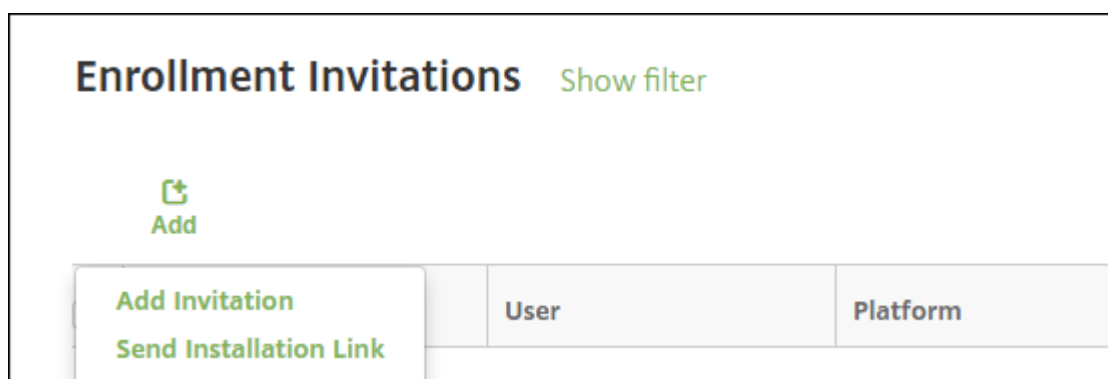 Enrollment Invitations Show filter
Add
Add Invitation
User Platform
Send Installation Link